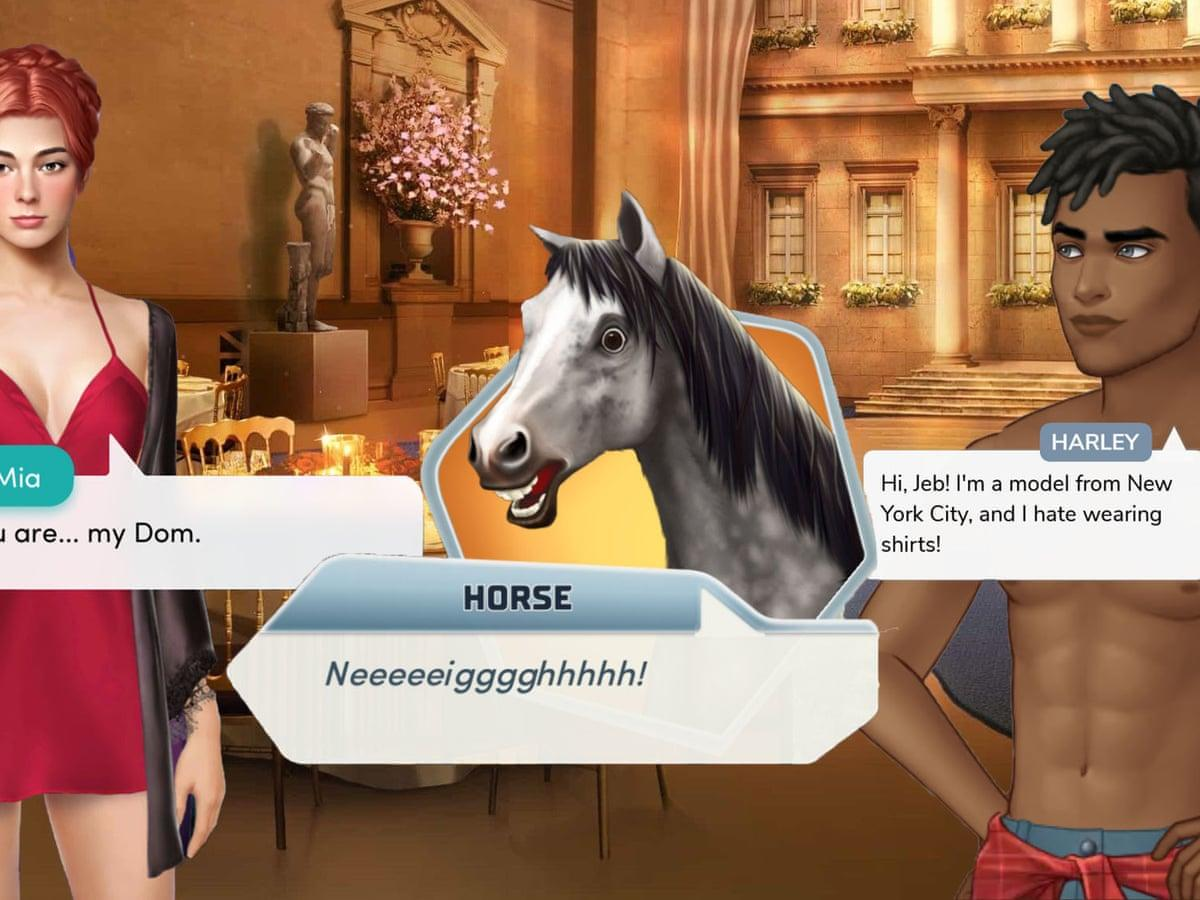 Mia
u are... my Dom.
HORSE
Neeeeeigggghhhhh!
HARLEY
Hi, Jeb! I'm a model from New
York City, and I hate wearing
shirts!